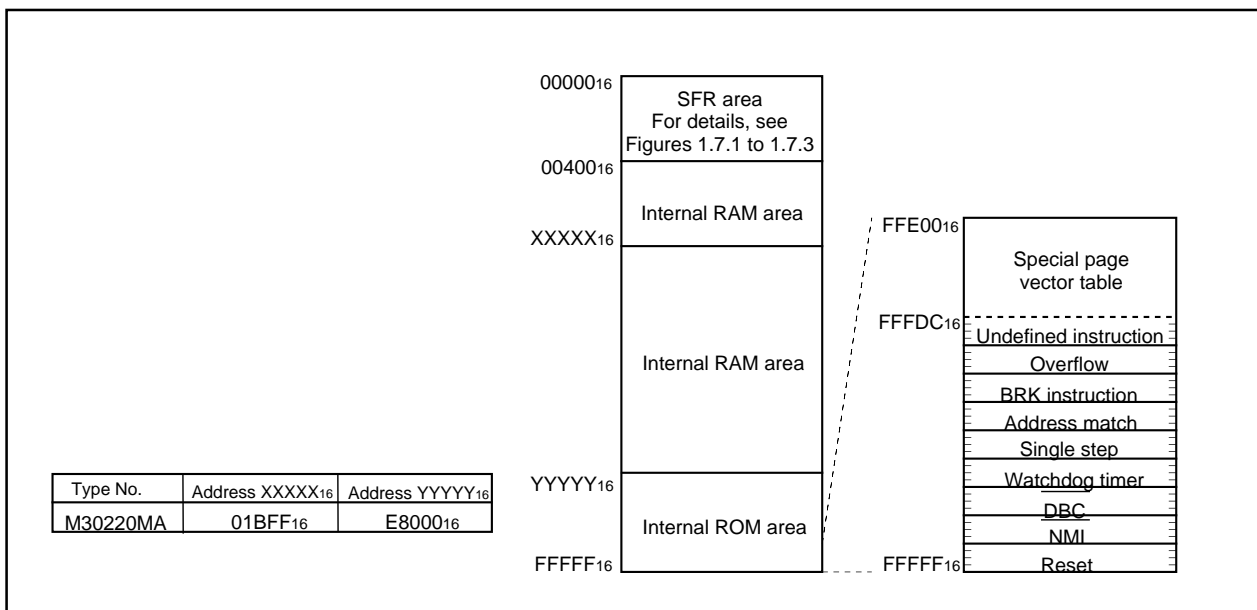 00000₁₆
SFR area
For details, see
Figures 1.7.1 to 1.7.3
00400₁₆
Internal RAM area
XXXXX₁₆
Internal RAM area
YYYYY₁₆
Internal ROM area
FFFFF₁₆
FFE00₁₆
Special page
vector table
FFFDC₁₆
Undefined instruction
Overflow
BRK instruction
Address match
Single step
Watchdog timer
DBC
NMI
Reset
FFFFF₁₆
Type No. Address XXXXX₁₆ Address YYYYY₁₆
M30220MA 01BFF₁₆ E8000₁₆